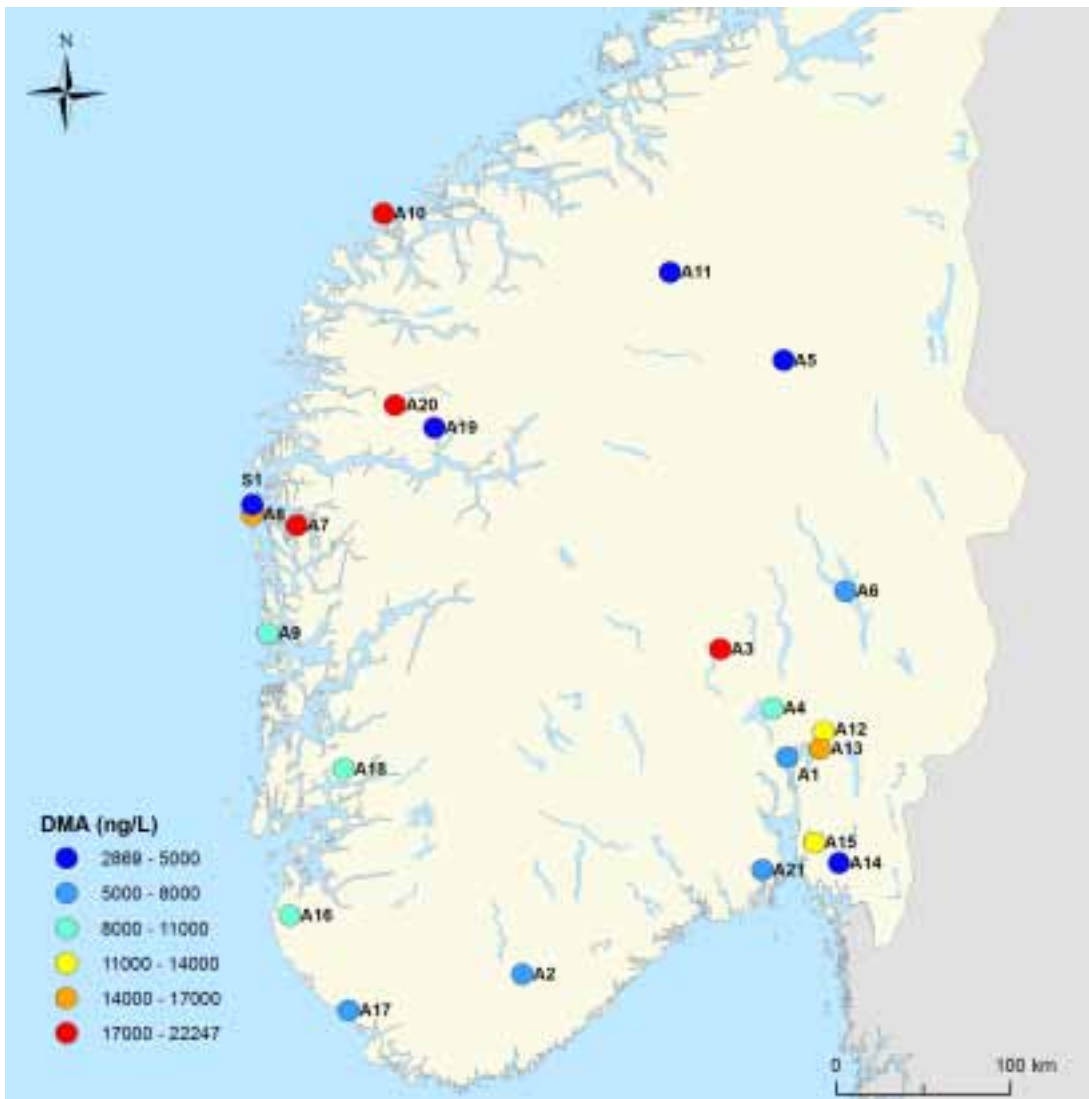 N
A10
A11
A5
A20
A19
S1
A8
A7
A6
A9
A3
A4
A12
A13
A1
A18
A15
A14
A21
A16
A2
A17
DMA (ng/L)
2869 - 5000
5000 - 8000
8000 - 11000
11000 - 14000
14000 - 17000
17000 - 22247
0 100 km